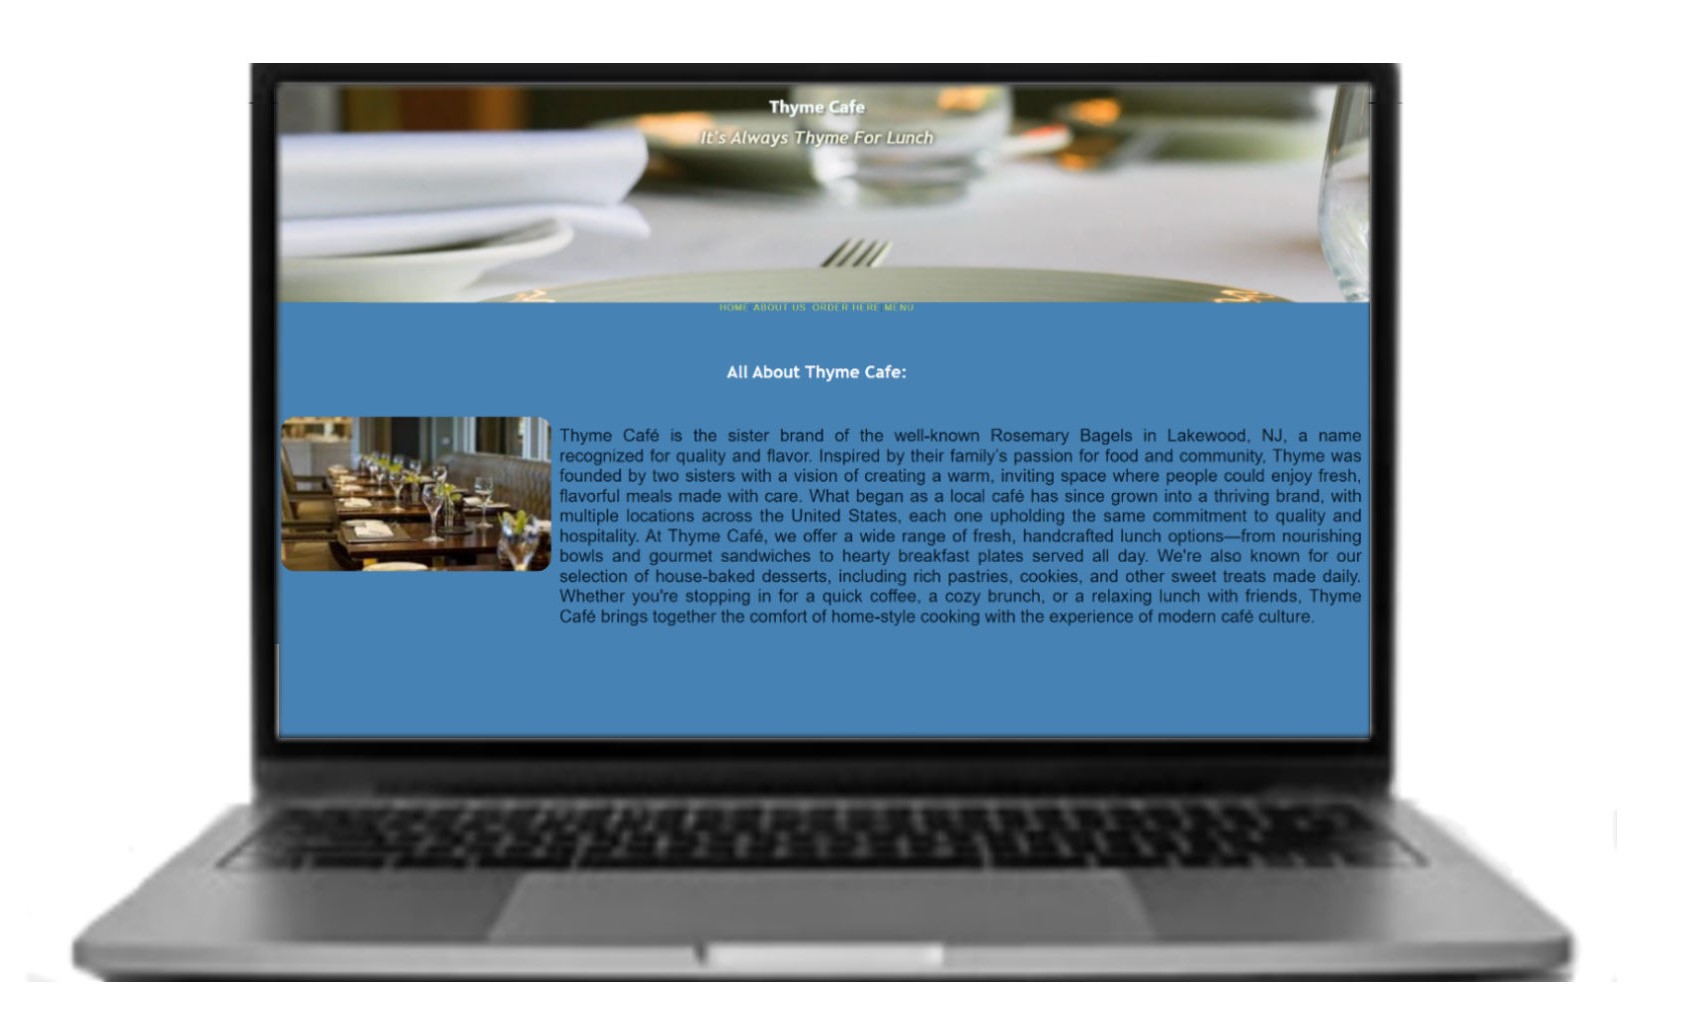 Thyme Cafe
It's Always Thyme For Lunch
HOME ABOUT US ORDER HERE MENU
All About Thyme Cafe:
Thyme Café is the sister brand of the well-known Rosemary Bagels in Lakewood, NJ, a name
recognized for quality and flavor. Inspired by their family's passion for food and community, Thyme was
founded by two sisters with a vision of creating a warm, inviting space where people could enjoy fresh,
flavorful meals made with care. What began as a local café has since grown into a thriving brand, with
multiple locations across the United States, each one upholding the same commitment to quality and
hospitality. At Thyme Café, we offer a wide range of fresh, handcrafted lunch options—from nourishing
bowls and gourmet sandwiches to hearty breakfast plates served all day. We're also known for our
selection of house-baked desserts, including rich pastries, cookies, and other sweet treats made daily.
Whether you're stopping in for a quick coffee, a cozy brunch, or a relaxing lunch with friends, Thyme
Café brings together the comfort of home-style cooking with the experience of modern café culture.